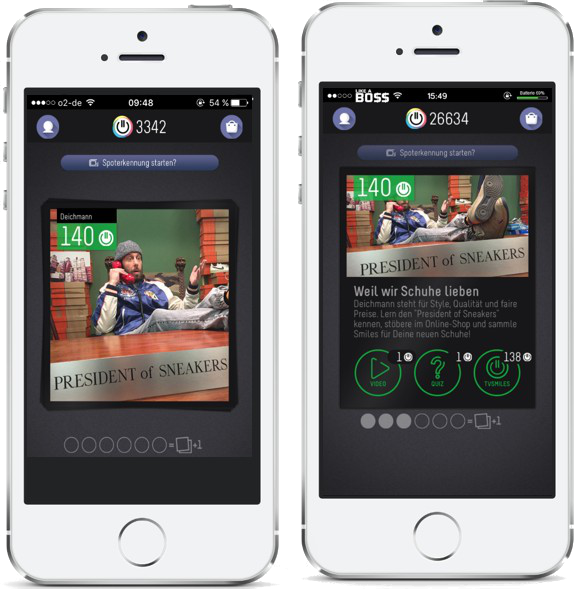 o2-de
09:48
54 %
3342
Spoterkennung starten?
Deichmann
140
PRESIDENT of SNEAKERS
= +1
LIKE A
BOSS
15:49
Batterie 69%
26634
Spoterkennung starten?
140
PRESIDENT of SNEAKERS
Weil wir Schuhe lieben
Deichmann steht für Style, Qualität und faire
Preise. Lern den "President of Sneakers"
kennen, stöbere im Online-Shop und sammle
Smiles für Deine neuen Schuhe!
1
1
138
VIDEO
QUIZ
TVSMILES
= +1